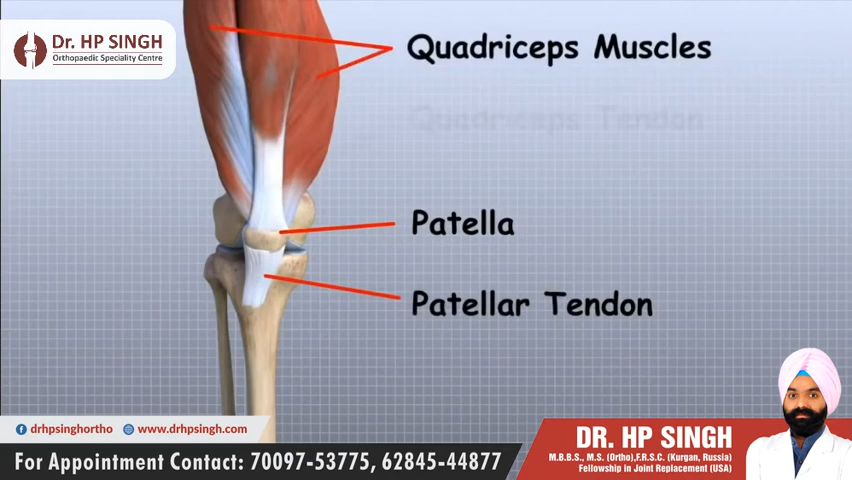 Dr. HP SINGH
Orthopaedic Speciality Centre
Quadriceps Muscles
Quadriceps Tendon
Patella
Patellar Tendon
drhpsinghortho www.drhpsingh.com
For Appointment Contact: 70097-53775, 62845-44877
DR. HP SINGH
M.B.B.S., M.S. (Ortho),F.R.S.C. (Kurgan, Russia)
Fellowship in Joint Replacement (USA)